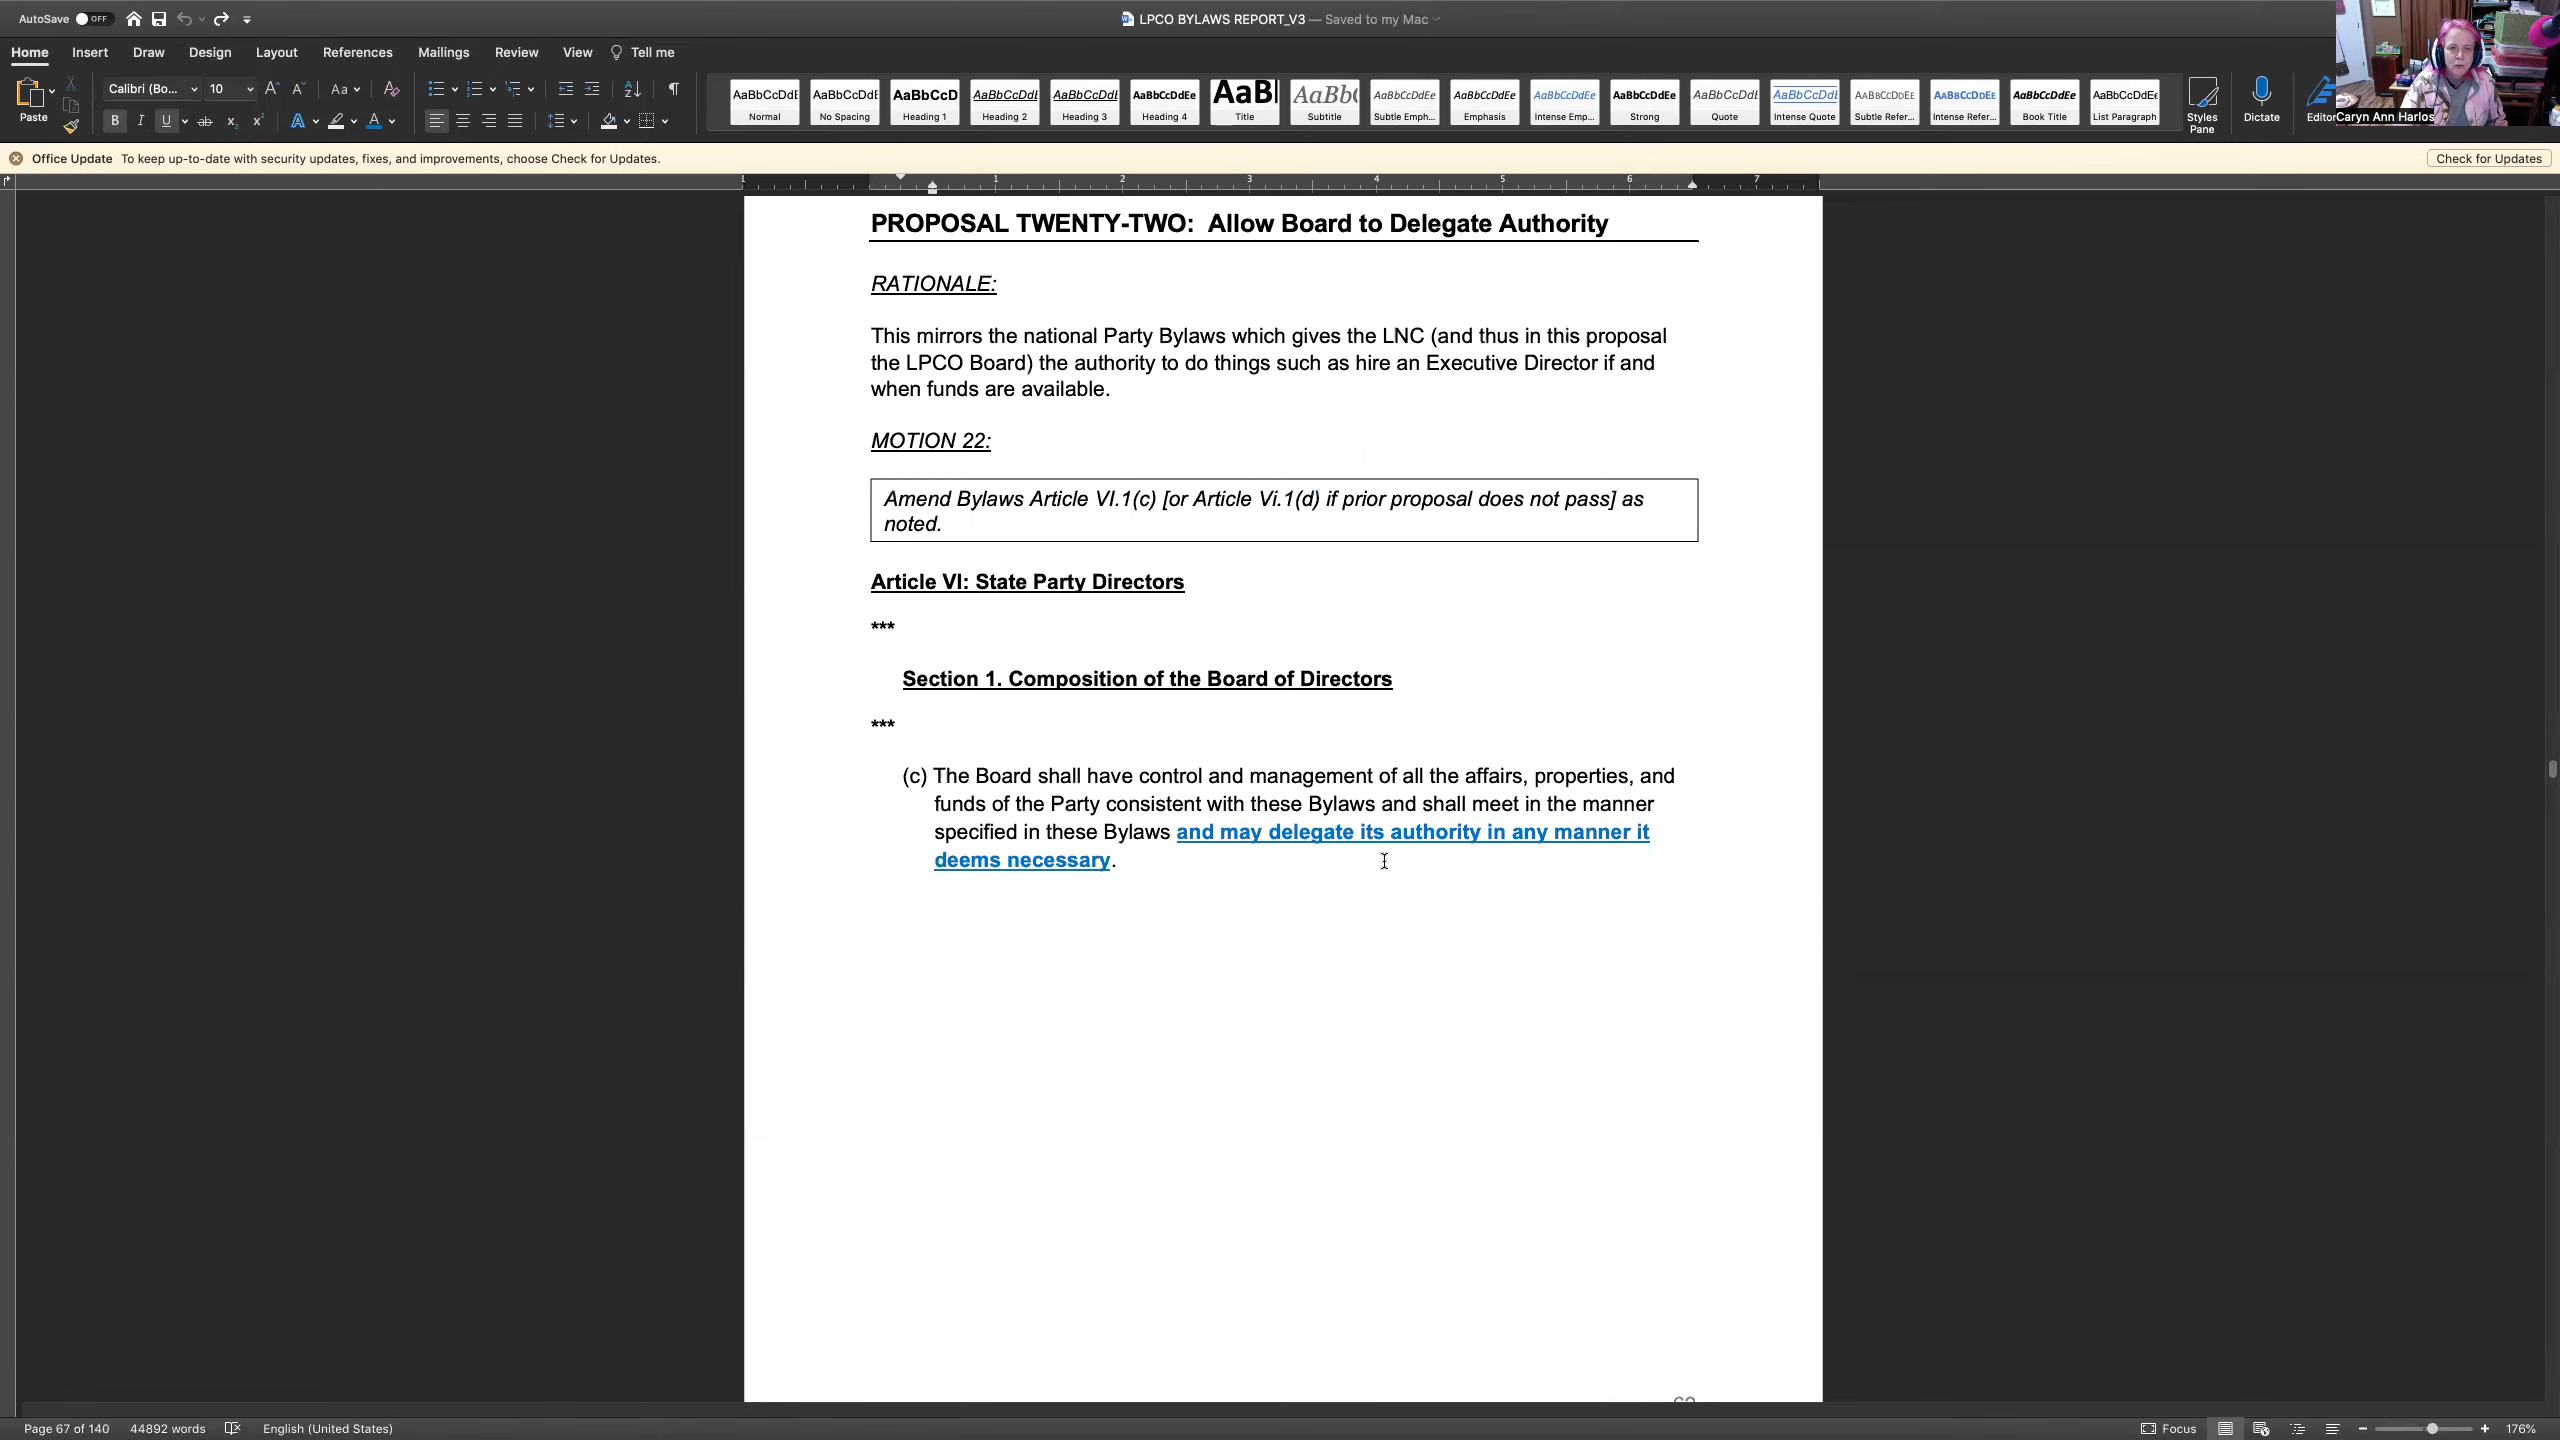 AutoSave OFF
LPCO BYLAWS REPORT_V3 — Saved to my Mac
Home Insert Draw Design Layout References Mailings Review View Tell me
Paste
Calibri (Bo... 10
AaBbCcDdE Normal
AaBbCcDdE No Spacing
AaBbCcD Heading 1
AaBbCcDdE Heading 2
AaBbCcDdE Heading 3
AaBbCcDdEe Heading 4
AaB Title
AaBb Subtitle
AaBbCcDdEe Subtle Emph...
AaBbCcDdEe Emphasis
AaBbCcDdEe Intense Emp...
AaBbCcDdEe Strong
AaBbCcDdE Quote
AaBbCcDdE Intense Quote
AaBbCcDdEe Subtle Refer...
AaBbCcDdEe Intense Refer...
AaBbCcDdEe Book Title
AaBbCcDdEe List Paragraph
Styles Pane
Dictate
Editor
Caryn Ann Harlos
Office Update To keep up-to-date with security updates, fixes, and improvements, choose Check for Updates.
Check for Updates
1 1 2 3 4 5 6 7
PROPOSAL TWENTY-TWO: Allow Board to Delegate Authority
RATIONALE:
This mirrors the national Party Bylaws which gives the LNC (and thus in this proposal
the LPCO Board) the authority to do things such as hire an Executive Director if and
when funds are available.
MOTION 22:
Amend Bylaws Article VI.1(c) [or Article Vi.1(d) if prior proposal does not pass] as
noted.
Article VI: State Party Directors
***
Section 1. Composition of the Board of Directors
***
(c) The Board shall have control and management of all the affairs, properties, and
funds of the Party consistent with these Bylaws and shall meet in the manner
specified in these Bylaws and may delegate its authority in any manner it
deems necessary.
Page 67 of 140 44892 words English (United States)
Focus 176%